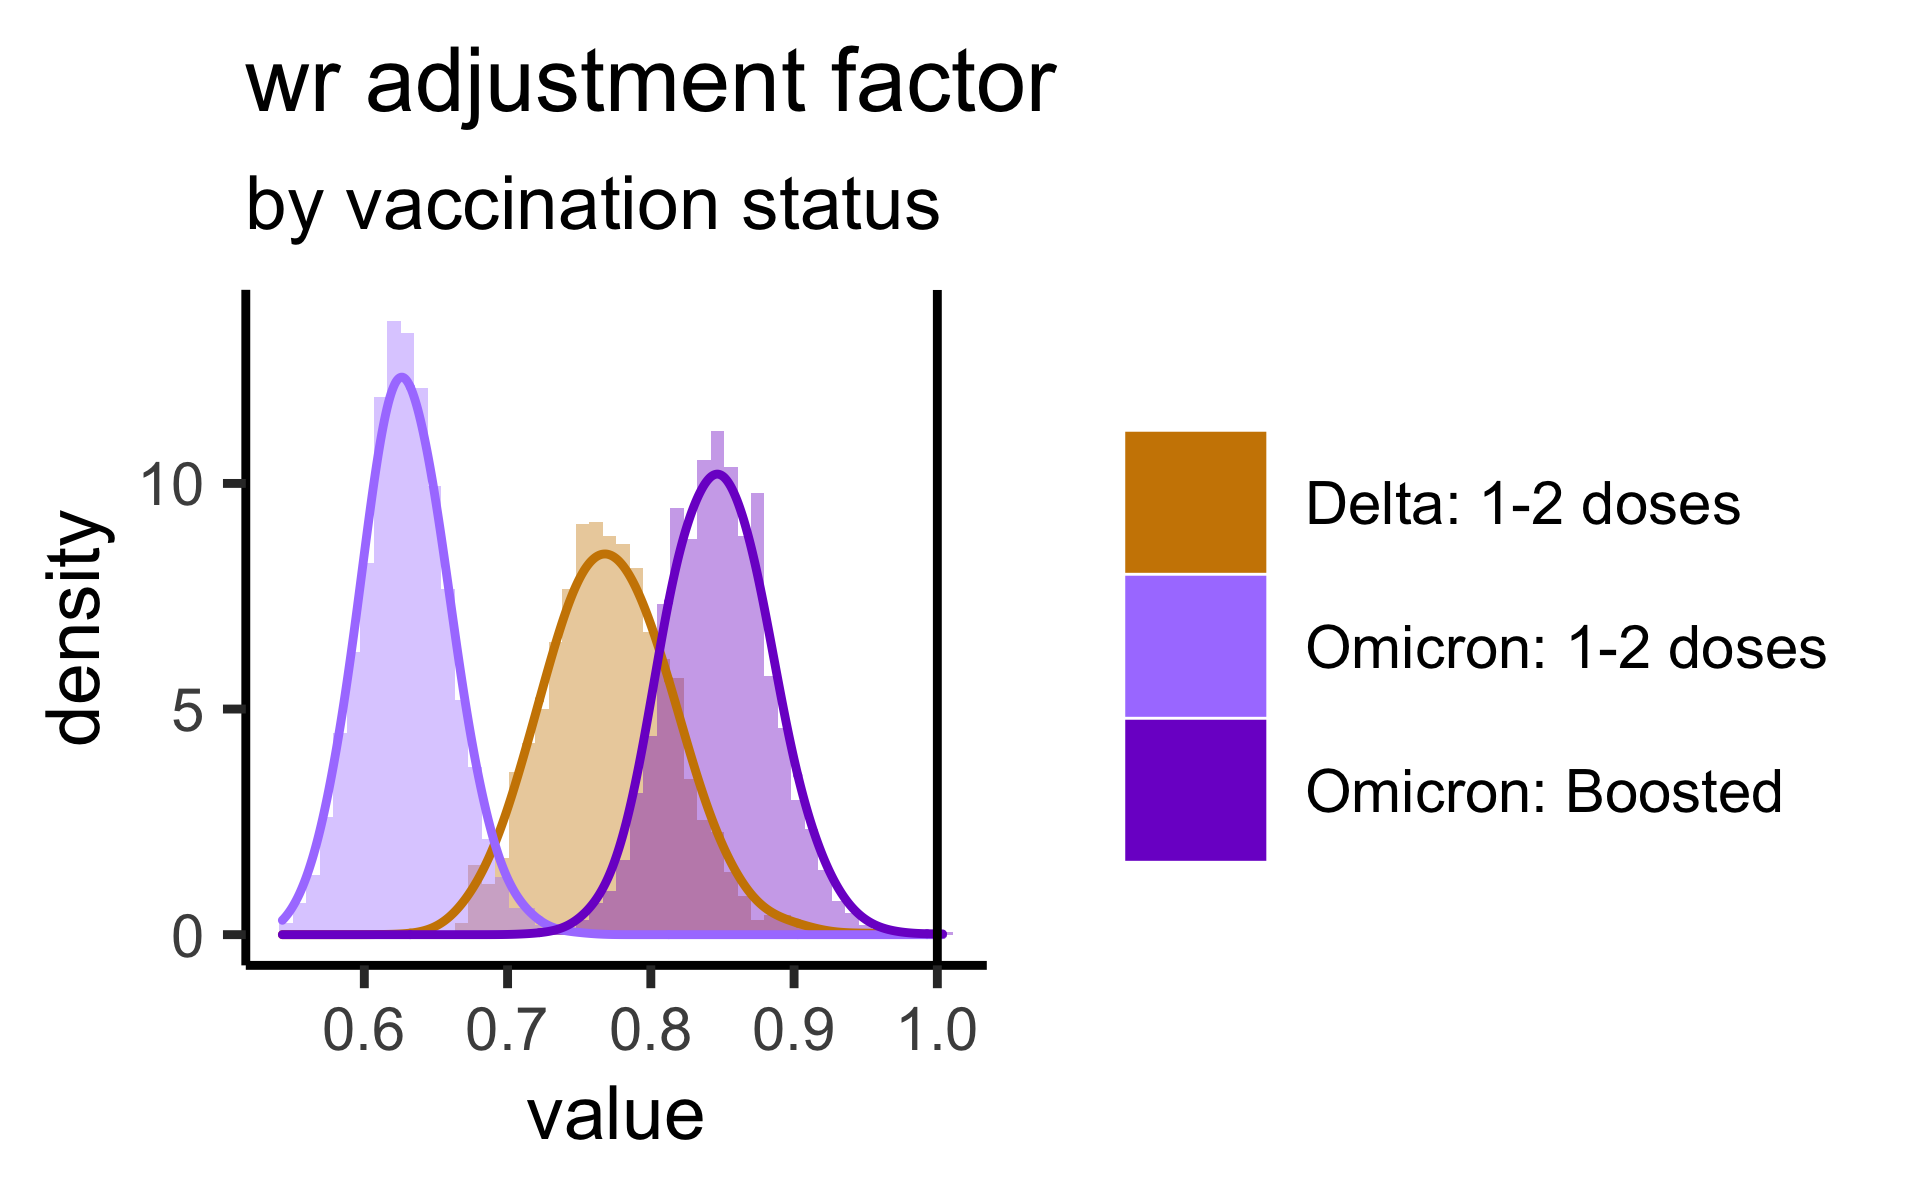 wr adjustment factor
by vaccination status
density
10
5
0
0.6 0.7 0.8 0.9 1.0
value
Delta: 1-2 doses
Omicron: 1-2 doses
Omicron: Boosted